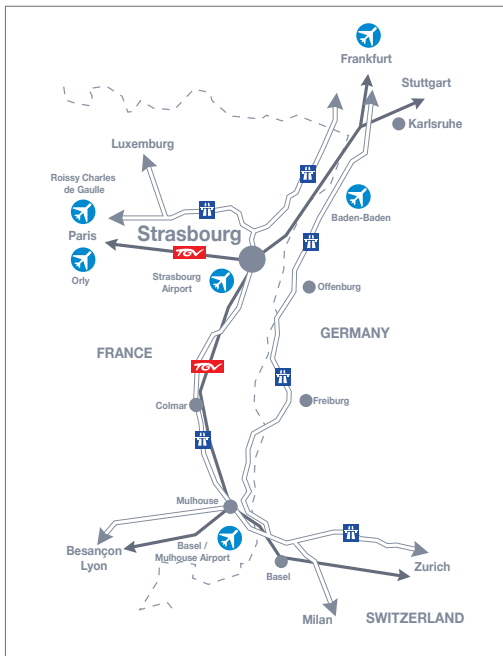 Frankfurt
Stuttgart
Karlsruhe
Luxemburg
Roissy Charles
de Gaulle
Paris
Orly
Strasbourg
TGV
Baden-Baden
Strasbourg
Airport
Offenburg
GERMANY
FRANCE
TGV
Colmar
Freiburg
Mulhouse
Besançon
Lyon
Basel /
Mulhouse Airport
Basel
Zurich
Milan
SWITZERLAND